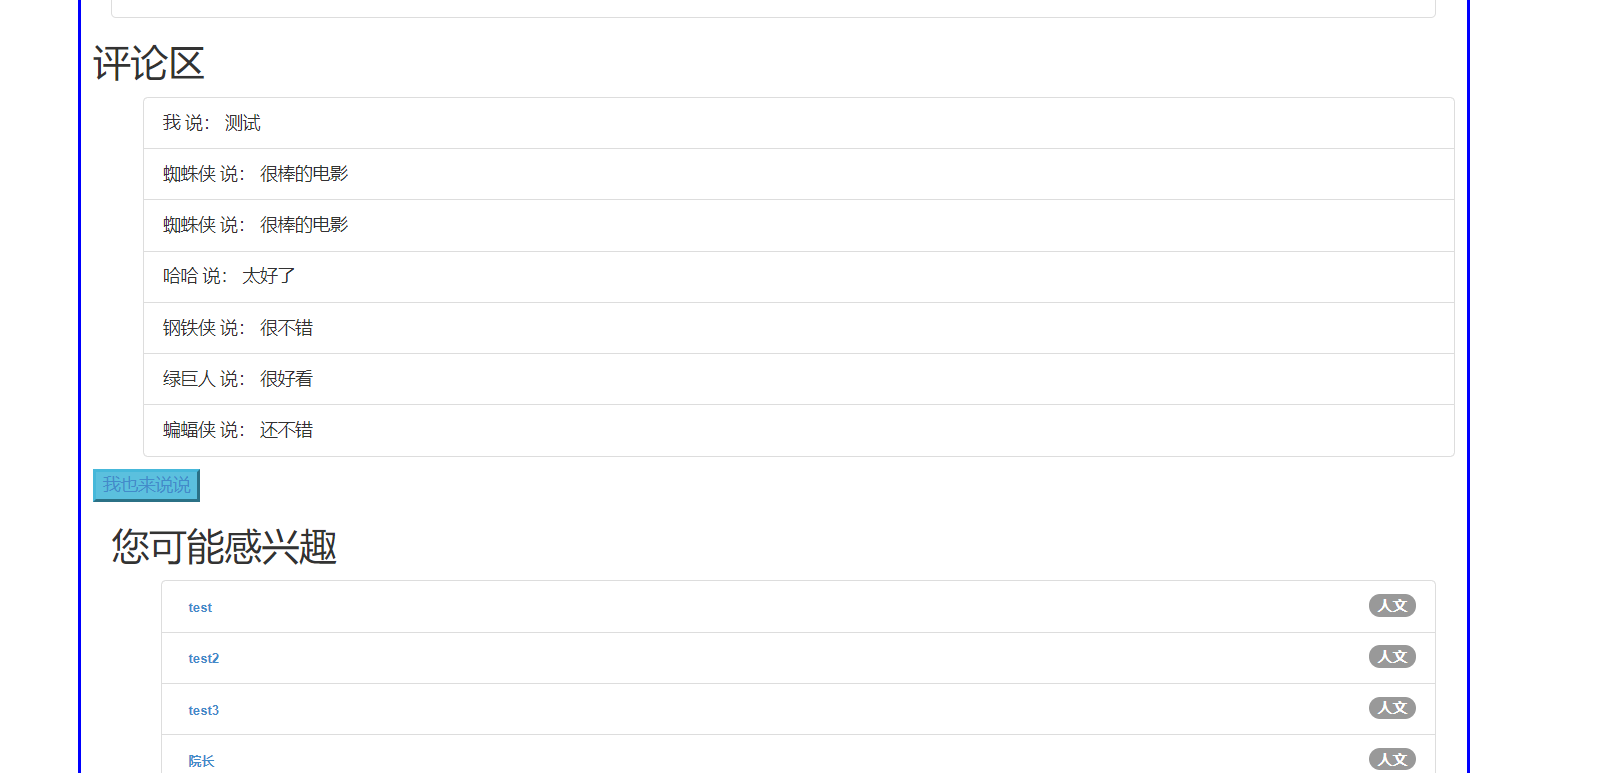 评论区
我 说： 测试
蜘蛛侠 说： 很棒的电影
蜘蛛侠 说： 很棒的电影
哈哈 说： 太好了
钢铁侠 说： 很不错
绿巨人 说： 很好看
蝙蝠侠 说： 还不错
我也来说说
您可能感兴趣
test 人文
test2 人文
test3 人文
院长 人文